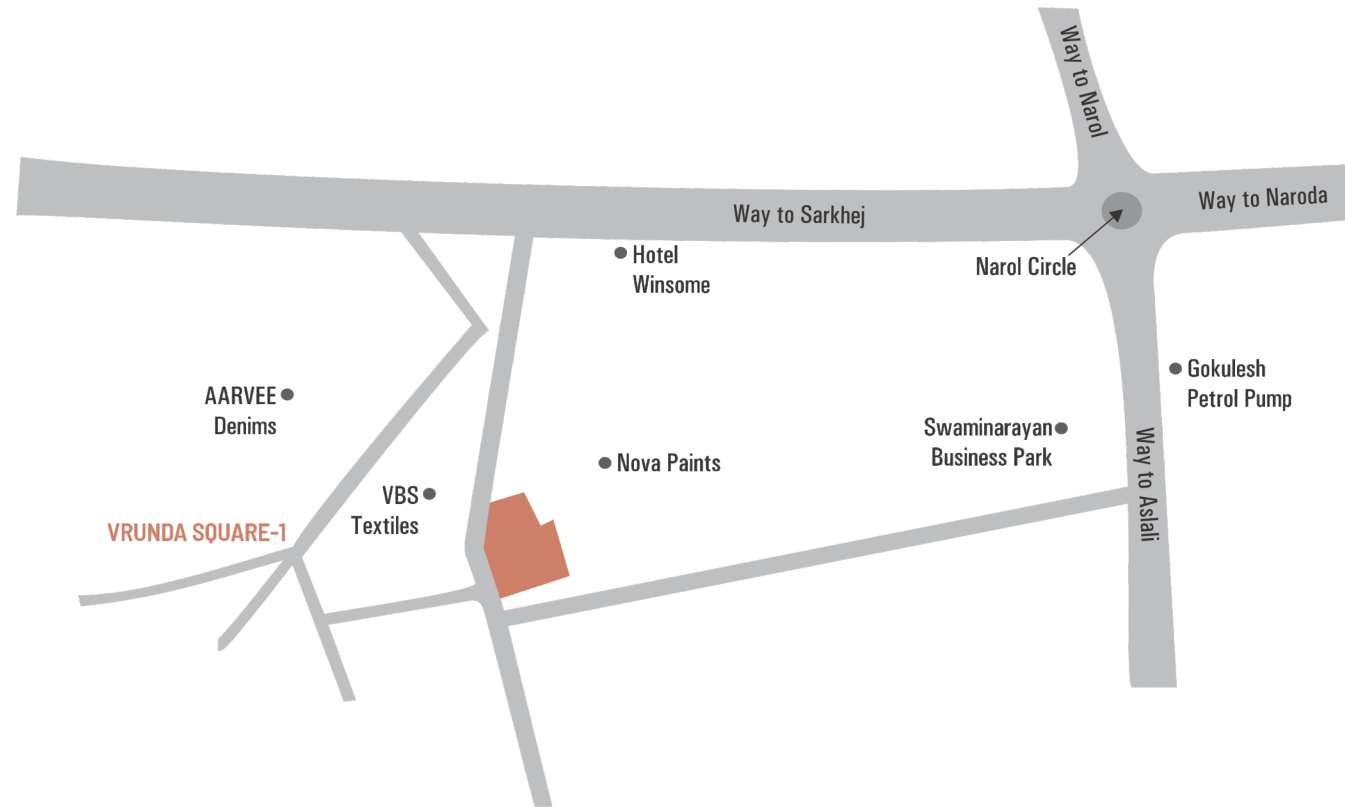 Way to Narol
Way to Naroda
Way to Sarkhej
Hotel
Winsome
Narol Circle
Gokulesh
Petrol Pump
AARVEE
Denims
Swaminarayan
Business Park
Way to Aslali
Nova Paints
VBS
Textiles
VRUNDA SQUARE-1